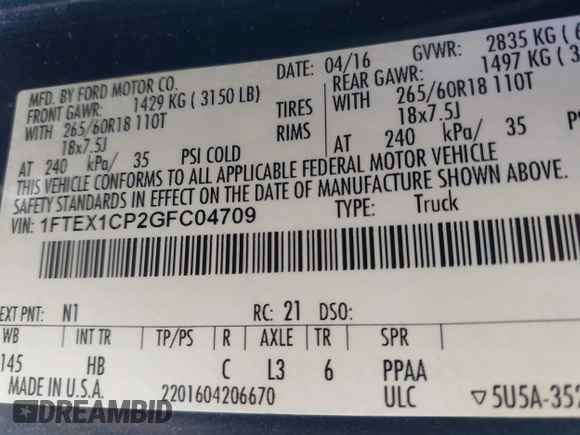 MFD. BY FORD MOTOR CO.
DATE: 04/16
GVWR: 2835 KG (
FRONT GAWR: 1429 KG ( 3150 LB)
REAR GAWR: 1497 KG (
WITH 265/60R18 110T
TIRES
WITH 265/60R18 110T
18x7.5J
RIMS
18x7.5J
AT 240 kPa/ 35 PSI COLD
AT 240 kPa/ 35
THIS VEHICLE CONFORMS TO ALL APPLICABLE FEDERAL MOTOR VEHICLE
SAFETY STANDARDS IN EFFECT ON THE DATE OF MANUFACTURE SHOWN ABOVE.
VIN: 1FTEX1CP2GFC04709
TYPE: Truck
EXT PNT: N1 RC: 21 DSO:
WB INT TR TP/PS R AXLE TR SPR
145 HB C L3 6 PPAA
MADE IN U.S.A. 2201604206670 ULC ▽5U5A-352
FIDELITY SERVICES